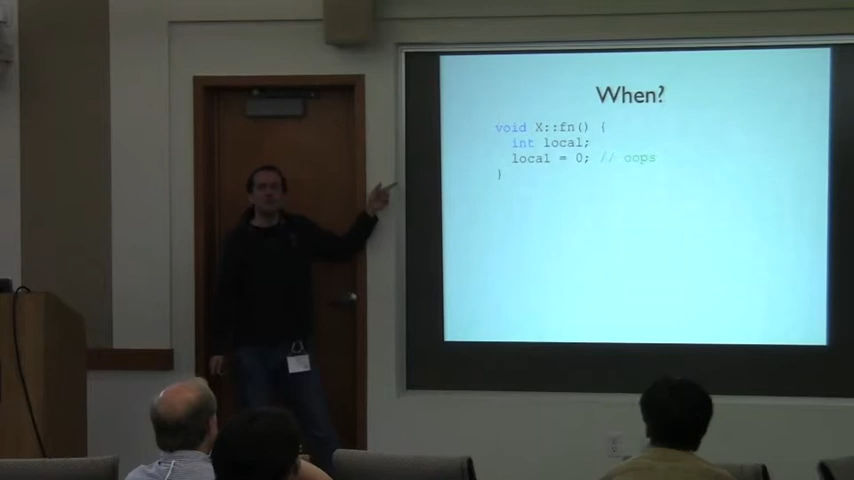 When?
void X::fn() {
int local;
local = 0; // oops
}